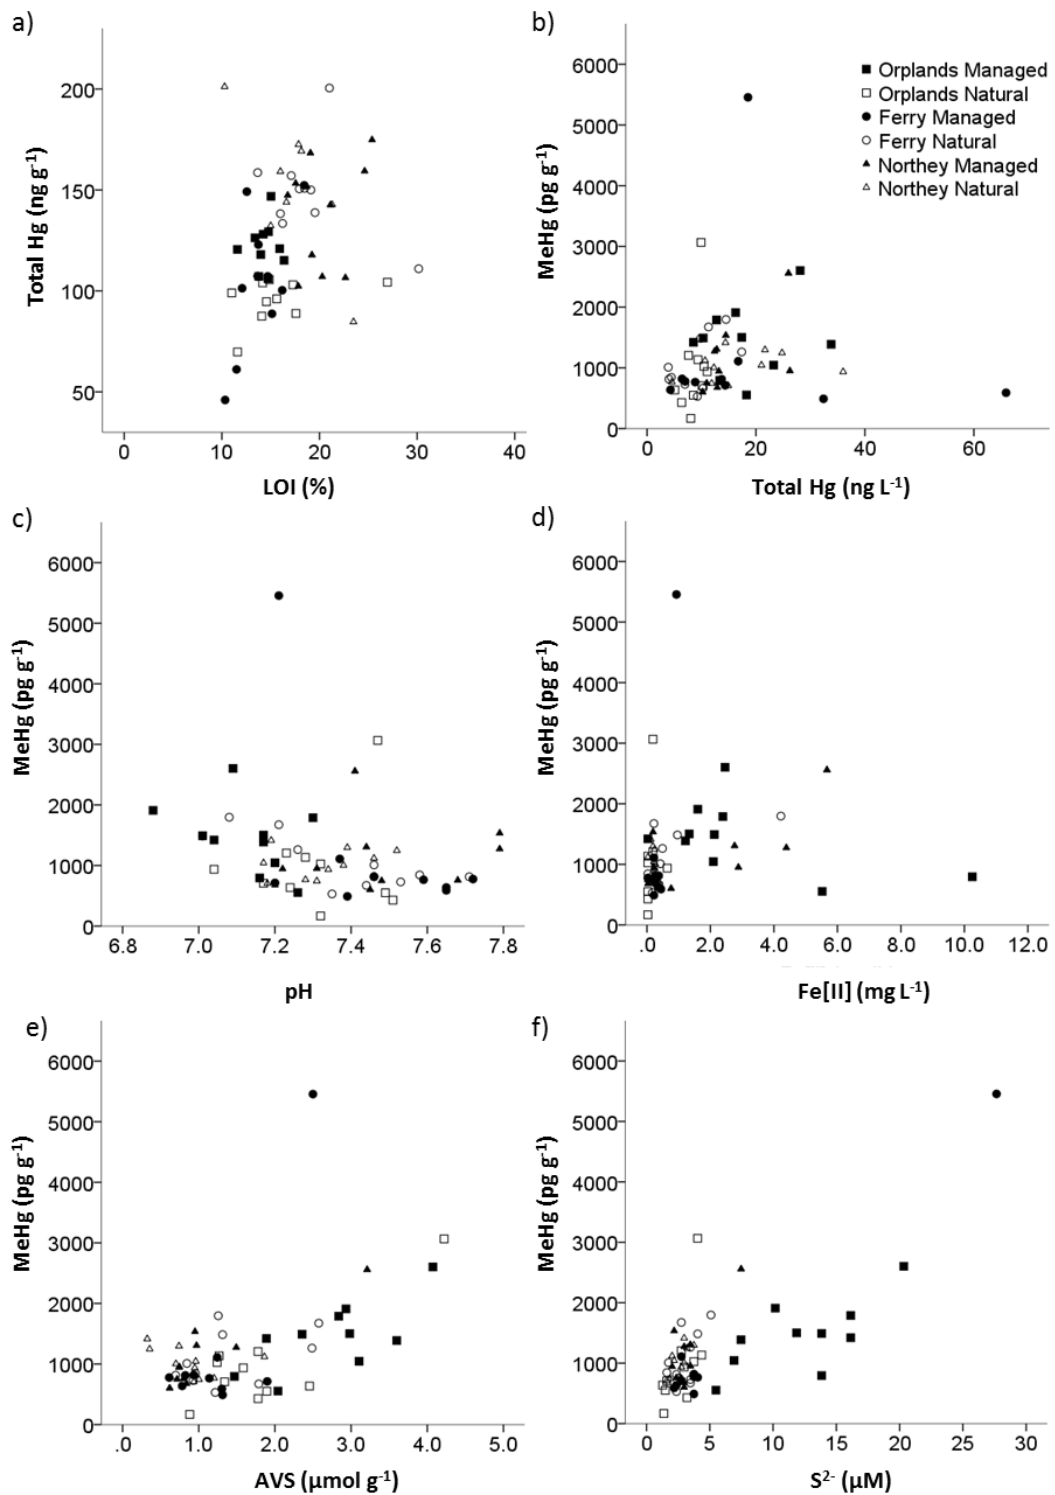 a)
Total Hg (ng g⁻¹)
200
150
100
50
0 10 20 30 40
LOI (%)
b)
MeHg (pg g⁻¹)
6000
5000
4000
3000
2000
1000
0
0 20 40 60
Total Hg (ng L⁻¹)
Orplands Managed
Orplands Natural
Ferry Managed
Ferry Natural
Northey Managed
Northey Natural
c)
MeHg (pg g⁻¹)
6000
5000
4000
3000
2000
1000
0
6.8 7.0 7.2 7.4 7.6 7.8
pH
d)
MeHg (pg g⁻¹)
6000
5000
4000
3000
2000
1000
0
.0 2.0 4.0 6.0 8.0 10.0 12.0
Fe[II] (mg L⁻¹)
e)
MeHg (pg g⁻¹)
6000
5000
4000
3000
2000
1000
0
.0 1.0 2.0 3.0 4.0 5.0
AVS (µmol g⁻¹)
f)
MeHg (pg g⁻¹)
6000
5000
4000
3000
2000
1000
0
0 5 10 15 20 25 30
S²⁻ (µM)